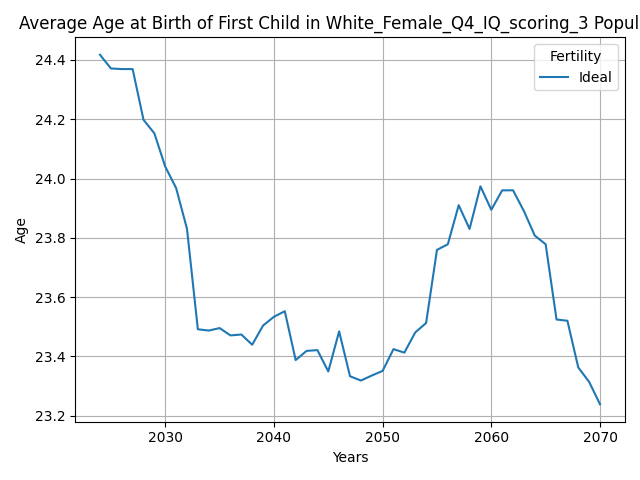 Average Age at Birth of First Child in White_Female_Q4_IQ_scoring_3 Popul
Fertility
Ideal
24.4
24.2
24.0
23.8
23.6
23.4
23.2
Age
2030 2040 2050 2060 2070
Years